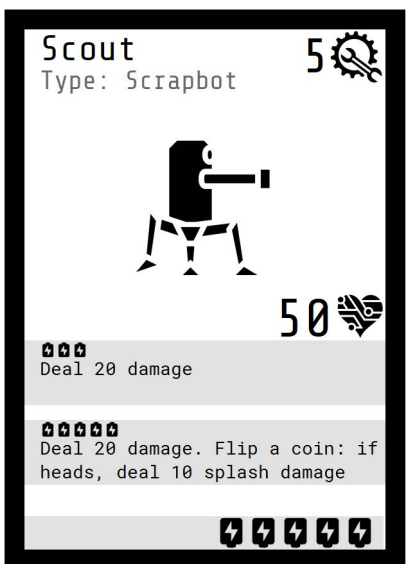 Scout
5
Type: Scrapbot
50
Deal 20 damage
Deal 20 damage. Flip a coin: if
heads, deal 10 splash damage